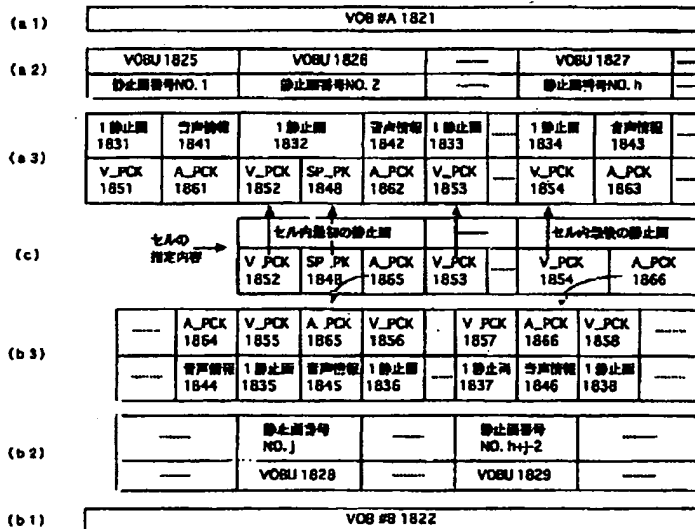 (a1) VOB #A 1821
(a2) VOBU 1825 VOBU 1826 VOBU 1827
静止画番号NO. 1 静止画番号NO. 2 静止画番号NO. h
(a3) 1 静止画 音声情報 1 静止画 音声情報 1 静止画 1 静止画 音声情報
1831 1841 1832 1842 1833 1834 1843
V_PCK A_PCK V_PCK SP_PK A_PCK V_PCK V_PCK A_PCK
1851 1861 1852 1848 1862 1853 1854 1863
(c) セルの指定内容 セル内最初の静止画 セル内最後の静止画
V_PCK SP_PK A_PCK V_PCK V_PCK A_PCK
1852 1848 1865 1853 1854 1866
(b3) A_PCK V_PCK A_PCK V_PCK V_PCK A_PCK V_PCK
1864 1855 1865 1856 1857 1866 1858
音声情報 1 静止画 音声情報 1 静止画 1 静止画 音声情報 1 静止画
1844 1835 1845 1836 1837 1846 1838
(b2) 静止画番号 静止画番号
NO. j NO. h+j-2
VOBU 1828 VOBU 1829
(b1) VOB #B 1822